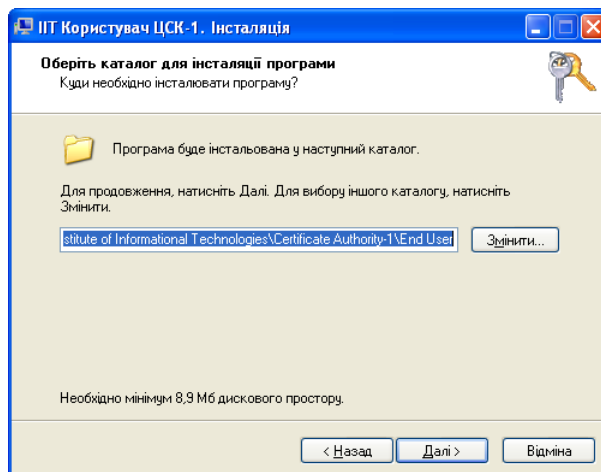 ІІТ Користувач ЦСК-1. Інсталяція
Оберіть каталог для інсталяції програми
Куди необхідно інсталювати програму?
Програма буде інстальована у наступний каталог.
Для продовження, натисніть Далі. Для вибору іншого каталогу, натисніть
Змінити.
stitute of Informational Technologies\Certificate Authority-1\End User
Змінити...
Необхідно мінімум 8,9 Мб дискового простору.
< Назад
Далі >
Відміна